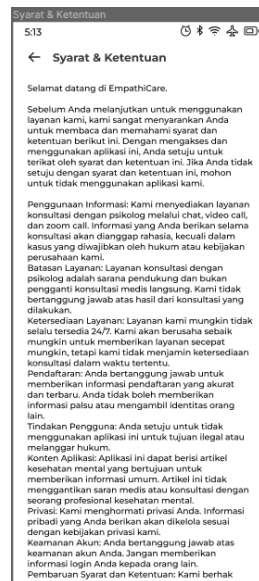 Syarat & Ketentuan
5:13
Syarat & Ketentuan
Selamat datang di EmpathiCare.
Sebelum Anda melanjutkan untuk menggunakan
layanan kami, kami sangat menyarankan Anda
untuk membaca dan memahami syarat dan
ketentuan berikut ini. Dengan mengakses dan
menggunakan aplikasi ini, Anda setuju untuk
terikat oleh syarat dan ketentuan ini. Jika Anda tidak
setuju dengan syarat dan ketentuan ini, mohon
untuk tidak menggunakan aplikasi kami.
Penggunaan Informasi: Kami menyediakan layanan
konsultasi dengan psikolog melalui chat, video call,
dan zoom call. Informasi yang Anda berikan selama
konsultasi akan dianggap rahasia, kecuali dalam
kasus yang diwajibkan oleh hukum atau kebijakan
perusahaan kami.
Batasan Layanan: Layanan konsultasi dengan
psikolog adalah sarana pendukung dan bukan
pengganti konsultasi medis langsung. Kami tidak
bertanggung jawab atas hasil dari konsultasi yang
dilakukan.
Ketersediaan Layanan: Layanan kami mungkin tidak
selalu tersedia 24/7. Kami akan berusaha sebaik
mungkin untuk memberikan layanan secepat
mungkin, tetapi kami tidak menjamin ketersediaan
konsultasi dalam waktu tertentu.
Pendaftaran: Anda bertanggung jawab untuk
memberikan informasi pendaftaran yang akurat
dan terbaru. Anda tidak boleh memberikan
informasi palsu atau mengambil identitas orang
lain.
Tindakan Pengguna: Anda setuju untuk tidak
menggunakan aplikasi ini untuk tujuan ilegal atau
melanggar hukum.
Konten Aplikasi: Aplikasi ini dapat berisi artikel
kesehatan mental yang bertujuan untuk
memberikan informasi umum. Artikel ini tidak
menggantikan saran medis atau konsultasi dengan
seorang profesional kesehatan mental.
Privasi: Kami menghormati privasi Anda. Informasi
pribadi yang Anda berikan akan dikelola sesuai
dengan kebijakan privasi kami.
Keamanan Akun: Anda bertanggung jawab atas
keamanan akun Anda. Jangan memberikan
informasi login Anda kepada orang lain.
Pembaruan Syarat dan Ketentuan: Kami berhak